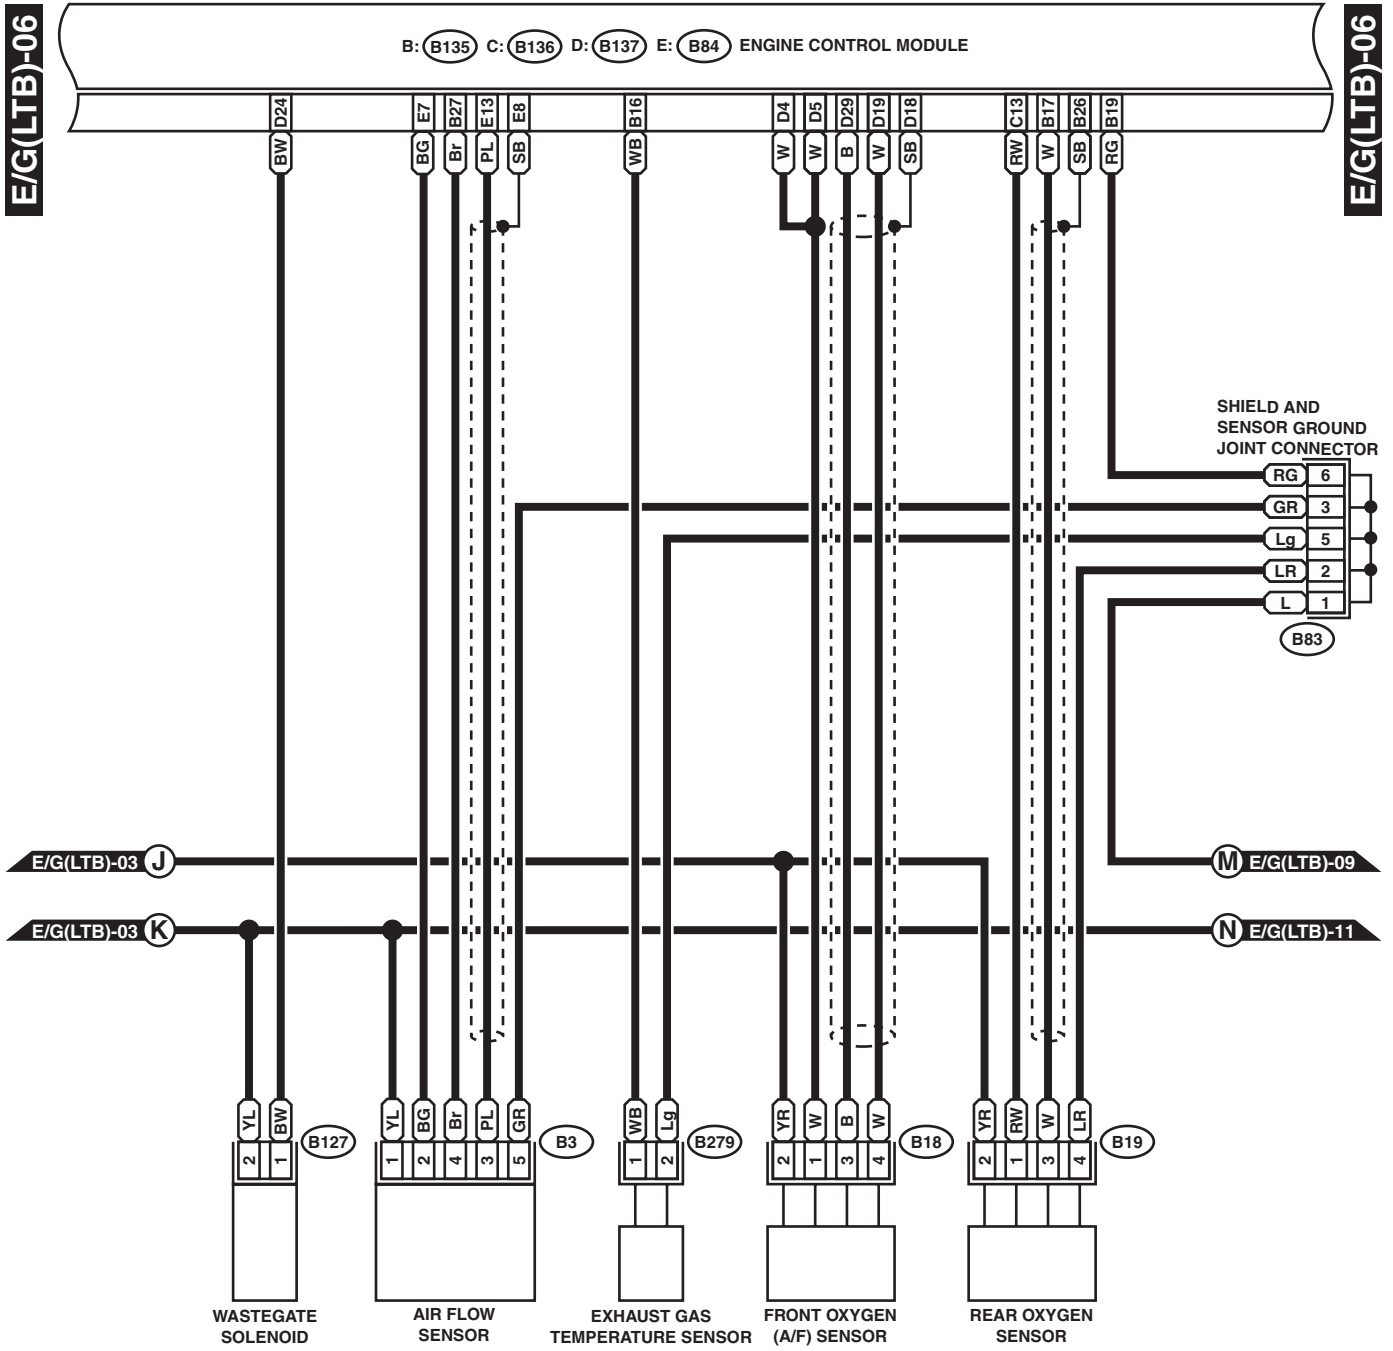 E/G(LTB)-06
E/G(LTB)-06
B: B135 C: B136 D: B137 E: B84 ENGINE CONTROL MODULE
D24 E7 B27 E13 E8 B16 D4 D5 D29 D19 D18 C13 B17 B26 B19
BW BG Br PL SB WB W W B W SB RW W SB RG
SHIELD AND
SENSOR GROUND
JOINT CONNECTOR
RG 6
GR 3
Lg 5
LR 2
L 1
B83
E/G(LTB)-03 J
M E/G(LTB)-09
E/G(LTB)-03 K
N E/G(LTB)-11
YL BW YL BG Br PL GR WB Lg YR W B W YR RW W LR
2 1 B127 1 2 4 3 5 B3 1 2 B279 2 1 3 4 B18 2 1 3 4 B19
WASTEGATE
SOLENOID
AIR FLOW
SENSOR
EXHAUST GAS
TEMPERATURE SENSOR
FRONT OXYGEN
(A/F) SENSOR
REAR OXYGEN
SENSOR